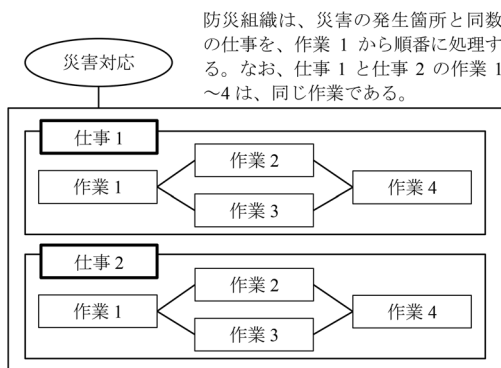 防災組織は、災害の発生箇所と同数
の仕事を、作業 1 から順番に処理す
る。なお、仕事 1 と仕事 2 の作業 1
～4 は、同じ作業である。
災害対応
仕事 1
作業 1
作業 2
作業 3
作業 4
仕事 2
作業 1
作業 2
作業 3
作業 4